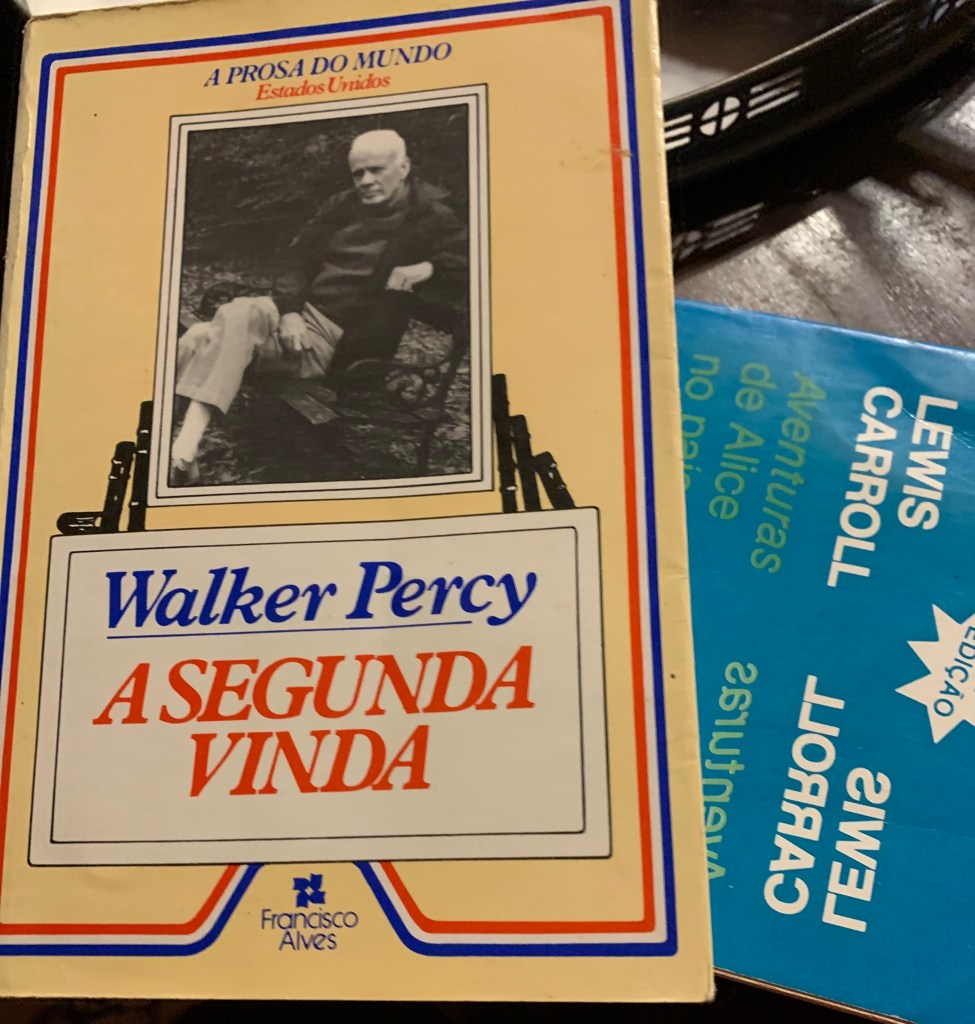 A PROSA DO MUNDO
Estados Unidos
Walker Percy
A SEGUNDA
VINDA
Francisco
Alves
LEWIS
CARROLL
Aventuras
de Alice
no país
EDIÇÃO
LEWIS
CARROLL
Aventuras